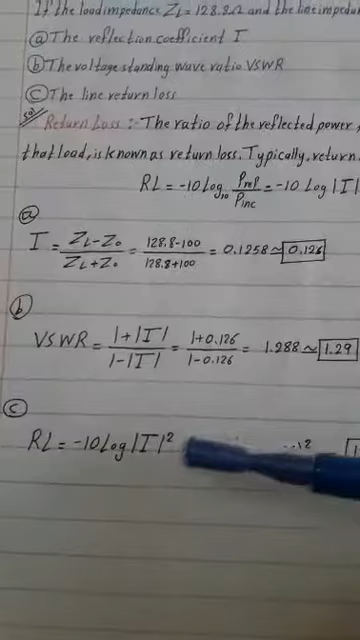 If the load impedance ZL = 128.8Ω and the line impeda
ⓐ The reflection coefficient Γ
ⓑ The voltage standing wave ratio VSWR
ⓒ The line return loss
Sol Return Loss :- The ratio of the reflected power,
that load, is known as return loss. Typically, return
RL = -10 Log₁₀ Pref/Pinc = -10 Log |Γ|
ⓐ
Γ = ZL-Z0/ZL+Z0 = 128.8-100/128.8+100 = 0.1258 ≃ 0.126
ⓑ
VSWR = 1+|Γ|/1-|Γ| = 1+0.126/1-0.126 = 1.288 ≃ 1.29
ⓒ
RL = -10 Log |Γ|²